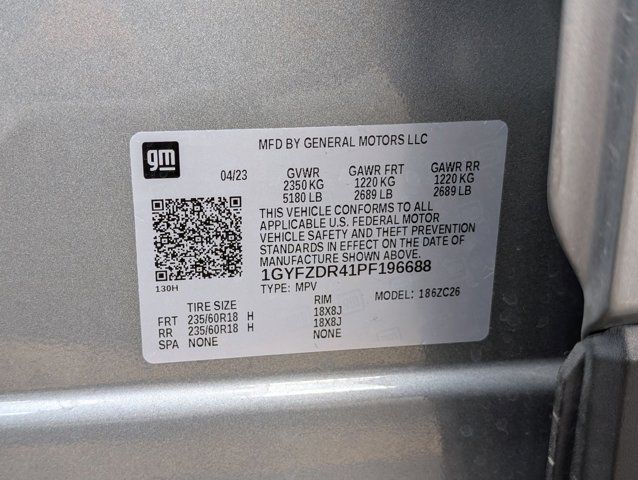 MFD BY GENERAL MOTORS LLC
gm
04/23
GVWR GAWR FRT GAWR RR
2350 KG 1220 KG 1220 KG
5180 LB 2689 LB 2689 LB
THIS VEHICLE CONFORMS TO ALL
APPLICABLE U.S. FEDERAL MOTOR
VEHICLE SAFETY AND THEFT PREVENTION
STANDARDS IN EFFECT ON THE DATE OF
MANUFACTURE SHOWN ABOVE.
1GYFZDR41PF196688
130H
TYPE: MPV MODEL: 186ZC26
TIRE SIZE RIM
FRT 235/60R18 H 18X8J
RR 235/60R18 H 18X8J
SPA NONE NONE